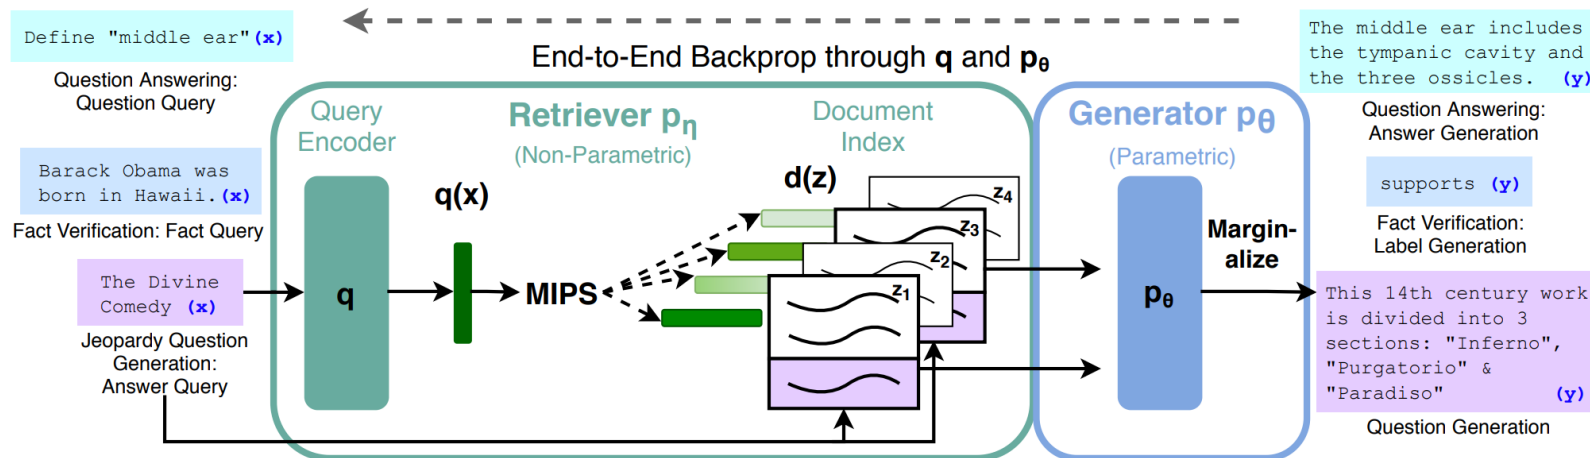 Define "middle ear"(x)
Question Answering:
Question Query
Barack Obama was
born in Hawaii.(x)
Fact Verification: Fact Query
The Divine
Comedy (x)
Jeopardy Question
Generation:
Answer Query
End-to-End Backprop through q and pθ
Query
Encoder
Retriever pη
(Non-Parametric)
Document
Index
q
q(x)
MIPS
d(z)
z4
z3
z2
z1
Generator pθ
(Parametric)
pθ
Margin-
alize
The middle ear includes
the tympanic cavity and
the three ossicles. (y)
Question Answering:
Answer Generation
supports (y)
Fact Verification:
Label Generation
This 14th century work
is divided into 3
sections: "Inferno",
"Purgatorio" &
"Paradiso" (y)
Question Generation